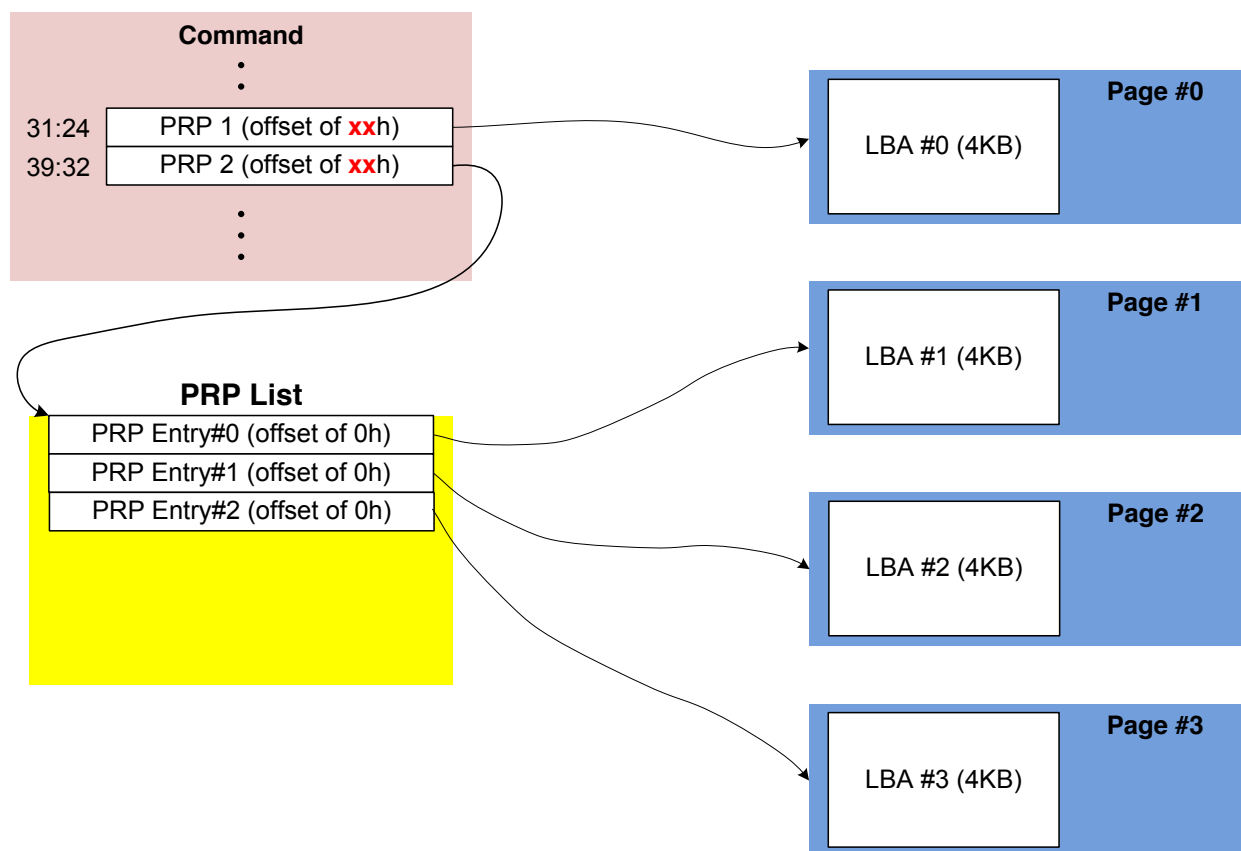 Command
31:24 PRP 1 (offset of xxh)
39:32 PRP 2 (offset of xxh)
PRP List
PRP Entry#0 (offset of 0h)
PRP Entry#1 (offset of 0h)
PRP Entry#2 (offset of 0h)
Page #0
LBA #0 (4KB)
Page #1
LBA #1 (4KB)
Page #2
LBA #2 (4KB)
Page #3
LBA #3 (4KB)